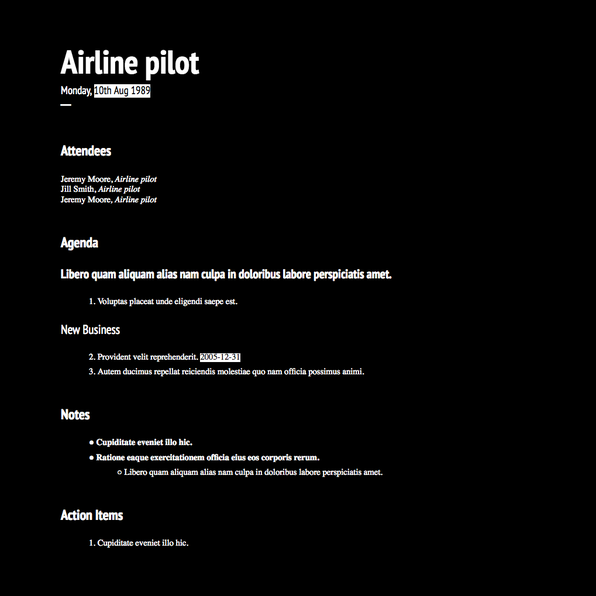 Airline pilot
Monday, 10th Aug 1989
Attendees
Jeremy Moore, Airline pilot
Jill Smith, Airline pilot
Jeremy Moore, Airline pilot
Agenda
Libero quam aliquam alias nam culpa in doloribus labore perspiciatis amet.
1. Voluptas placeat unde eligendi saepe est.
New Business
2. Provident velit reprehenderit. 2005-12-31
3. Autem ducimus repellat reiciendis molestiae quo nam officia possimus animi.
Notes
• Cupiditate eveniet illo hic.
• Ratione eaque exercitationem officia eius eos corporis rerum.
○ Libero quam aliquam alias nam culpa in doloribus labore perspiciatis amet.
Action Items
1. Cupiditate eveniet illo hic.